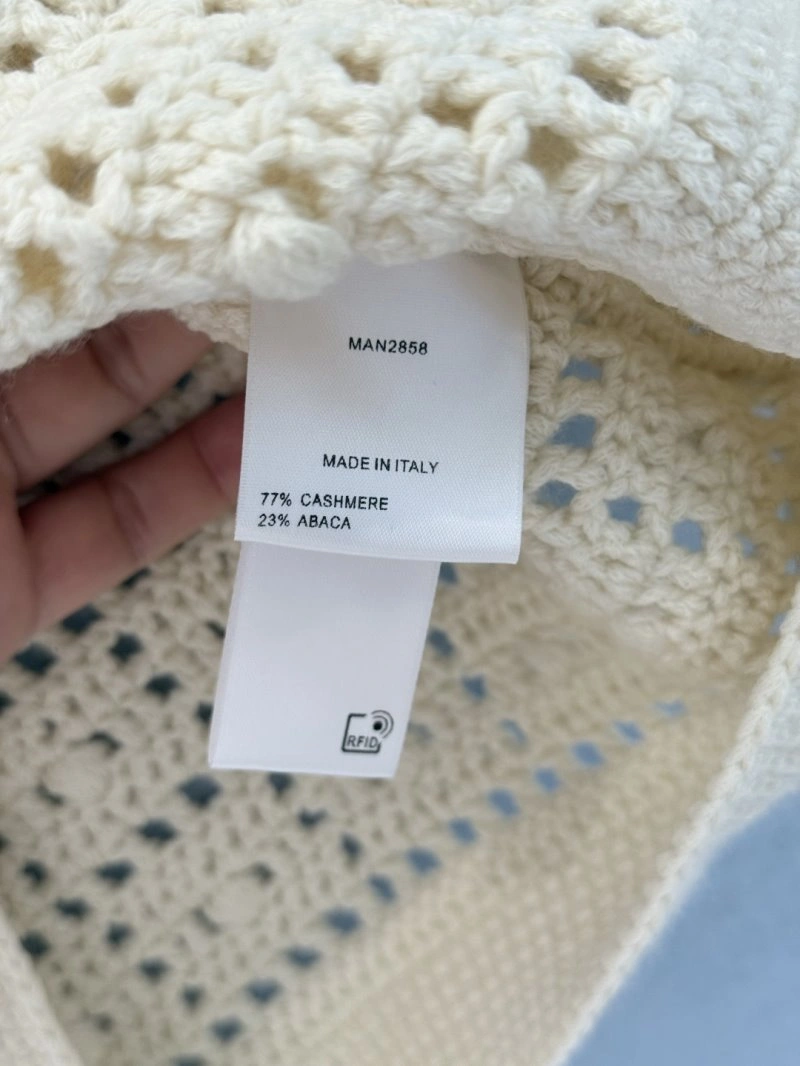 MAN2858
MADE IN ITALY
77% CASHMERE
23% ABACA
RFID